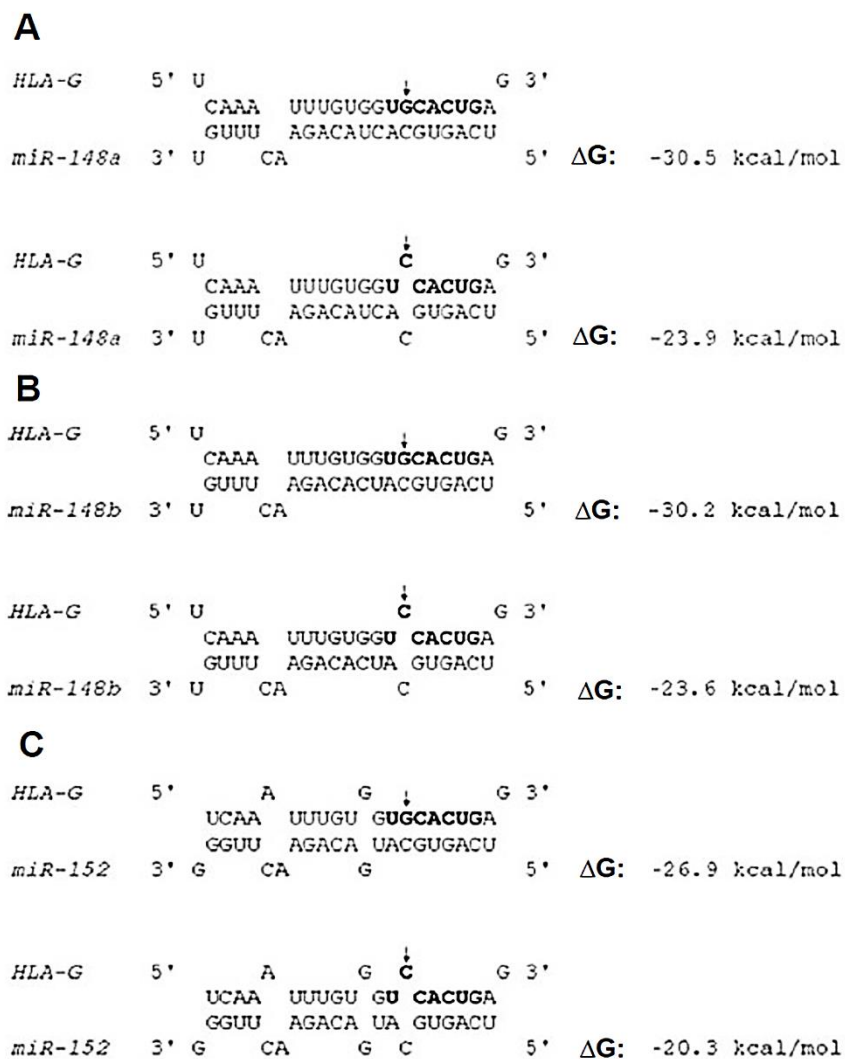 A
HLA-G 5' U G 3'
CAAA UUUGUGGUGCACUGA
GUUU AGACAUCACGUGACU
miR-148a 3' U CA 5' ΔG: -30.5 kcal/mol
HLA-G 5' U C G 3'
CAAA UUUGUGGU CACUGA
GUUU AGACAUCA GUGACU
miR-148a 3' U CA C 5' ΔG: -23.9 kcal/mol
B
HLA-G 5' U G 3'
CAAA UUUGUGGUGCACUGA
GUUU AGACACUACGUGACU
miR-148b 3' U CA 5' ΔG: -30.2 kcal/mol
HLA-G 5' U C G 3'
CAAA UUUGUGGU CACUGA
GUUU AGACACUA GUGACU
miR-148b 3' U CA C 5' ΔG: -23.6 kcal/mol
C
HLA-G 5' A G G 3'
UCAA UUUGU GUGCACUGA
GGUU AGACA UACGUGACU
miR-152 3' G CA G 5' ΔG: -26.9 kcal/mol
HLA-G 5' A G C G 3'
UCAA UUUGU GU CACUGA
GGUU AGACA UA GUGACU
miR-152 3' G CA G C 5' ΔG: -20.3 kcal/mol